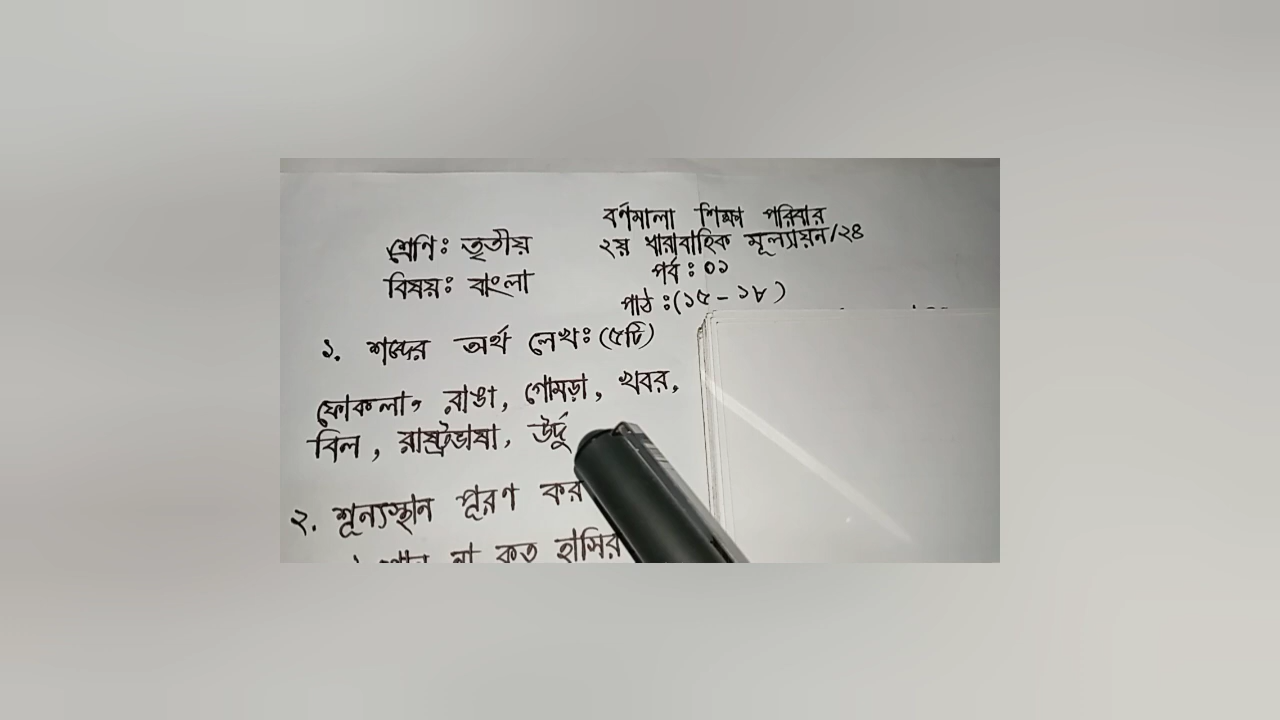 বর্ণমালা শিক্ষা পরিবার
শ্রেণি: তৃতীয় ২য় ধারাবাহিক মূল্যায়ন/২৪
বিষয়: বাংলা পর্ব: ০১
পাঠ: (১৫-১৮)
১. শব্দের অর্থ লেখ: (৫টি)
ফোকলা, রাঙা, গোমড়া, খবর,
বিল, রাষ্ট্রভাষা, উর্দু
২. শূন্যস্থান পূরণ কর
না কত হাসির